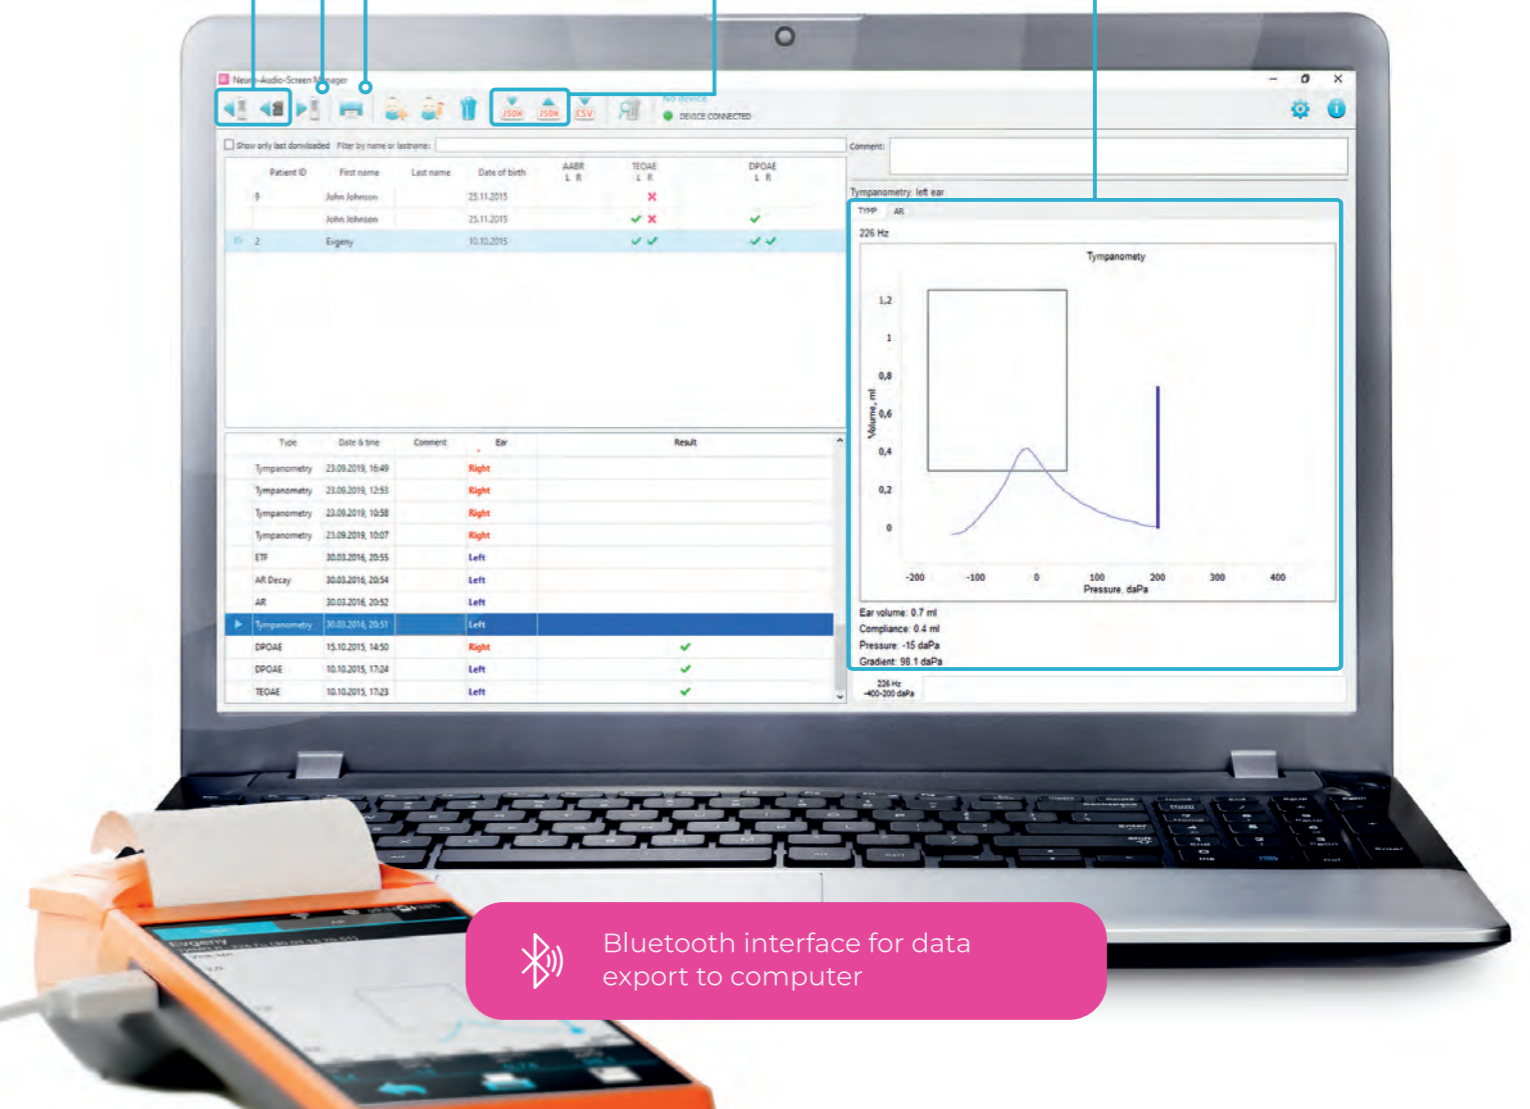 Neuro-Audio-Screen Manager
JSON JSON CSV
No device
DEVICE CONNECTED
Show only last donwloaded Filter by name or lastname:
Patient ID First name Last name Date of birth AABR L R TEOAE L R DPOAE L R
9 John Johnson 25.11.2015
John Johnson 25.11.2015
2 Evgeny 10.10.2015
Type Date & time Comment Ear Result
Tympanometry 23.09.2019, 16:49 Right
Tympanometry 23.09.2019, 12:53 Right
Tympanometry 23.09.2019, 10:58 Right
Tympanometry 23.09.2019, 10:07 Right
ETF 30.03.2016, 20:55 Left
AR Decay 30.03.2016, 20:54 Left
AR 30.03.2016, 20:52 Left
Tympanometry 30.03.2016, 20:51 Left
DPOAE 15.10.2015, 14:50 Right
DPOAE 10.10.2015, 17:24 Left
TEOAE 10.10.2015, 17:23 Left
Comment:
Tympanometry, left ear
TYMP AR
226 Hz
Tympanomety
Volume, ml
1,2
1
0,8
0,6
0,4
0,2
0
-200 -100 0 100 200 300 400
Pressure, daPa
Ear volume: 0.7 ml
Compliance: 0.4 ml
Pressure: -15 daPa
Gradient: 98.1 daPa
226 Hz
-400-200 daPa
Evgeny
Bluetooth interface for data
export to computer